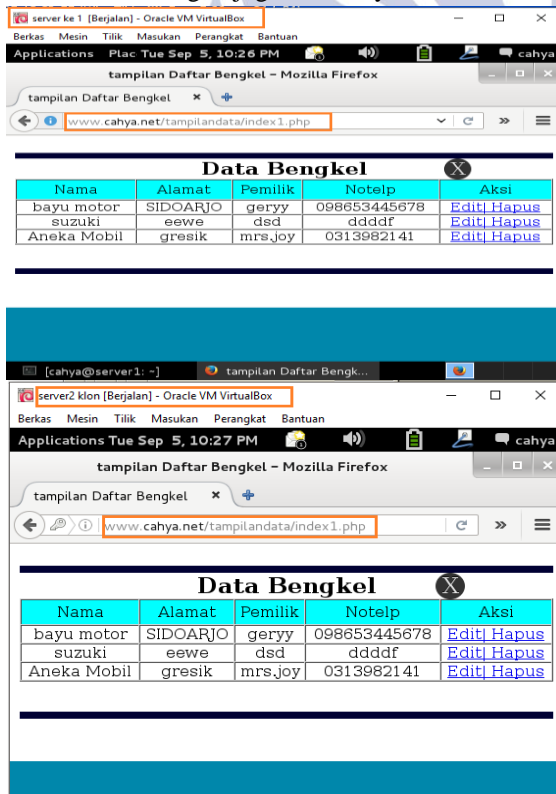 server ke 1 [Berjalan] - Oracle VM VirtualBox
Berkas Mesin Tilik Masukan Perangkat Bantuan
Applications Plac Tue Sep 5, 10:26 PM cahya
tampilan Daftar Bengkel – Mozilla Firefox
tampilan Daftar Bengkel
www.cahya.net/tampilandata/index1.php
Data Bengkel X
Nama Alamat Pemilik Notelp Aksi
bayu motor SIDOARJO geryy 098653445678 Edit| Hapus
suzuki eewe dsd ddddf Edit| Hapus
Aneka Mobil gresik mrs.joy 0313982141 Edit| Hapus
[cahya@server1: ~] tampilan Daftar Bengk...
server2 klon [Berjalan] - Oracle VM VirtualBox
Berkas Mesin Tilik Masukan Perangkat Bantuan
Applications Tue Sep 5, 10:27 PM cahya
tampilan Daftar Bengkel – Mozilla Firefox
tampilan Daftar Bengkel
www.cahya.net/tampilandata/index1.php
Data Bengkel X
Nama Alamat Pemilik Notelp Aksi
bayu motor SIDOARJO geryy 098653445678 Edit| Hapus
suzuki eewe dsd ddddf Edit| Hapus
Aneka Mobil gresik mrs.joy 0313982141 Edit| Hapus